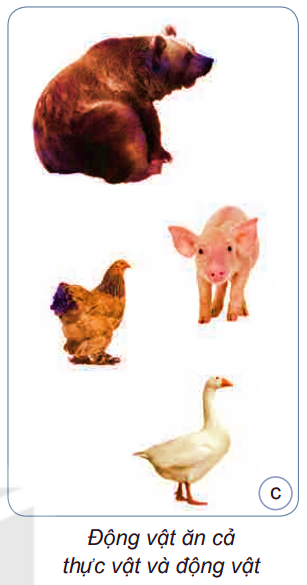 C
Động vật ăn cả
thực vật và động vật